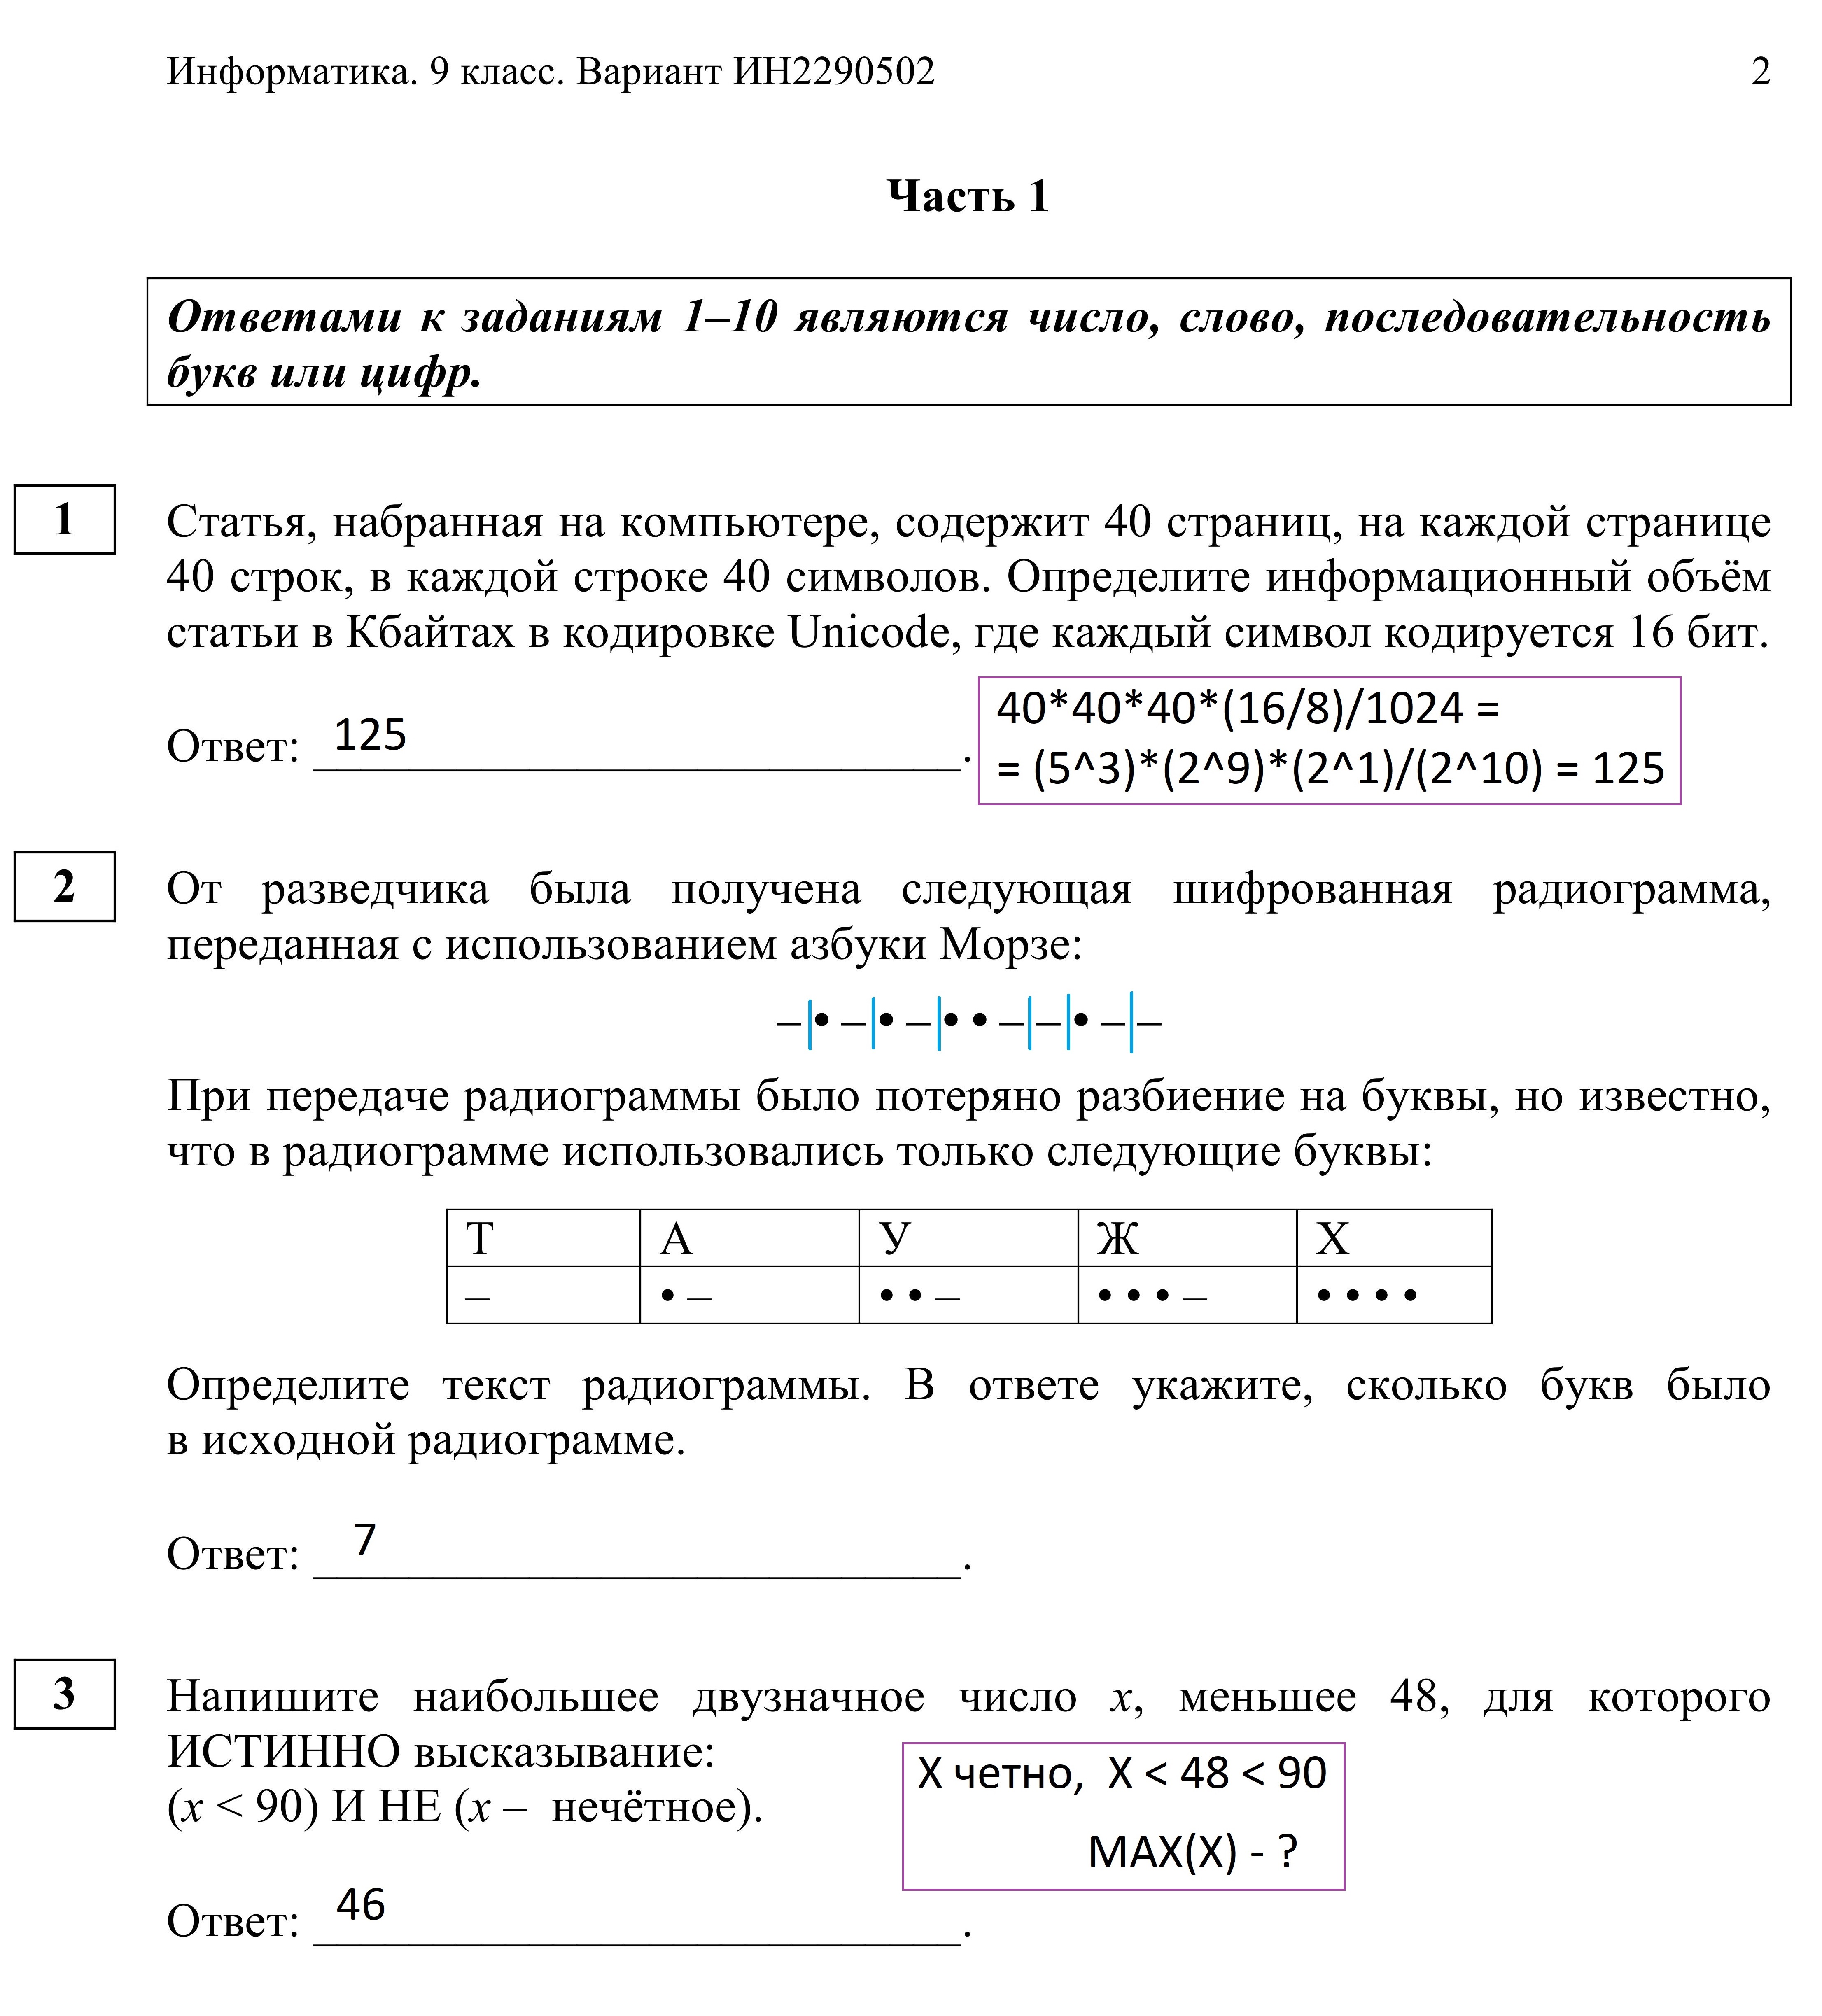 Информатика. 9 класс. Вариант ИН2290502 2
Часть 1
Ответами к заданиям 1–10 являются число, слово, последовательность
букв или цифр.
1 Статья, набранная на компьютере, содержит 40 страниц, на каждой странице
40 строк, в каждой строке 40 символов. Определите информационный объём
статьи в Кбайтах в кодировке Unicode, где каждый символ кодируется 16 бит.
40*40*40*(16/8)/1024 =
Ответ: 125.
= (5^3)*(2^9)*(2^1)/(2^10) = 125
2 От разведчика была получена следующая шифрованная радиограмма,
переданная с использованием азбуки Морзе:
–|• –|• –|• • –|–|• –|–
При передаче радиограммы было потеряно разбиение на буквы, но известно,
что в радиограмме использовались только следующие буквы:
Т А У Ж Х
– • – • • – • • • – • • • •
Определите текст радиограммы. В ответе укажите, сколько букв было
в исходной радиограмме.
Ответ: 7.
3 Напишите наибольшее двузначное число x, меньшее 48, для которого
ИСТИННО высказывание:
(x < 90) И НЕ (x – нечётное).
X четно, X < 48 < 90
MAX(X) - ?
Ответ: 46.